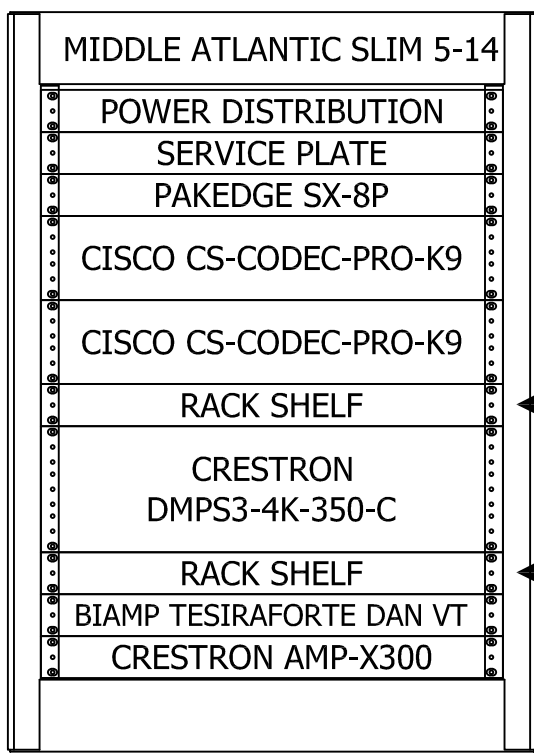 MIDDLE ATLANTIC SLIM 5-14
POWER DISTRIBUTION
SERVICE PLATE
PAKEDGE SX-8P
CISCO CS-CODEC-PRO-K9
CISCO CS-CODEC-PRO-K9
RACK SHELF
CRESTRON
DMPS3-4K-350-C
RACK SHELF
BIAMP TESIRAFORTE DAN VT
CRESTRON AMP-X300